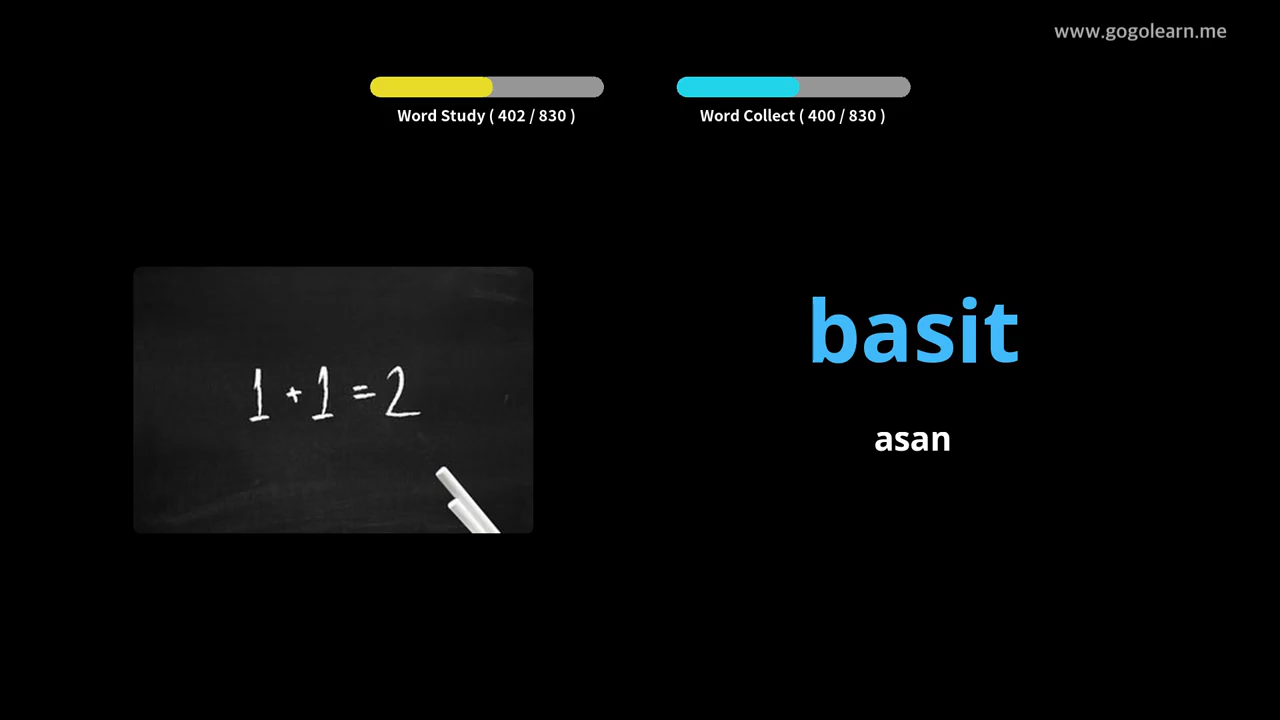 www.gogolearn.me
Word Study ( 402 / 830 )
Word Collect ( 400 / 830 )
1 + 1 = 2
basit
asan